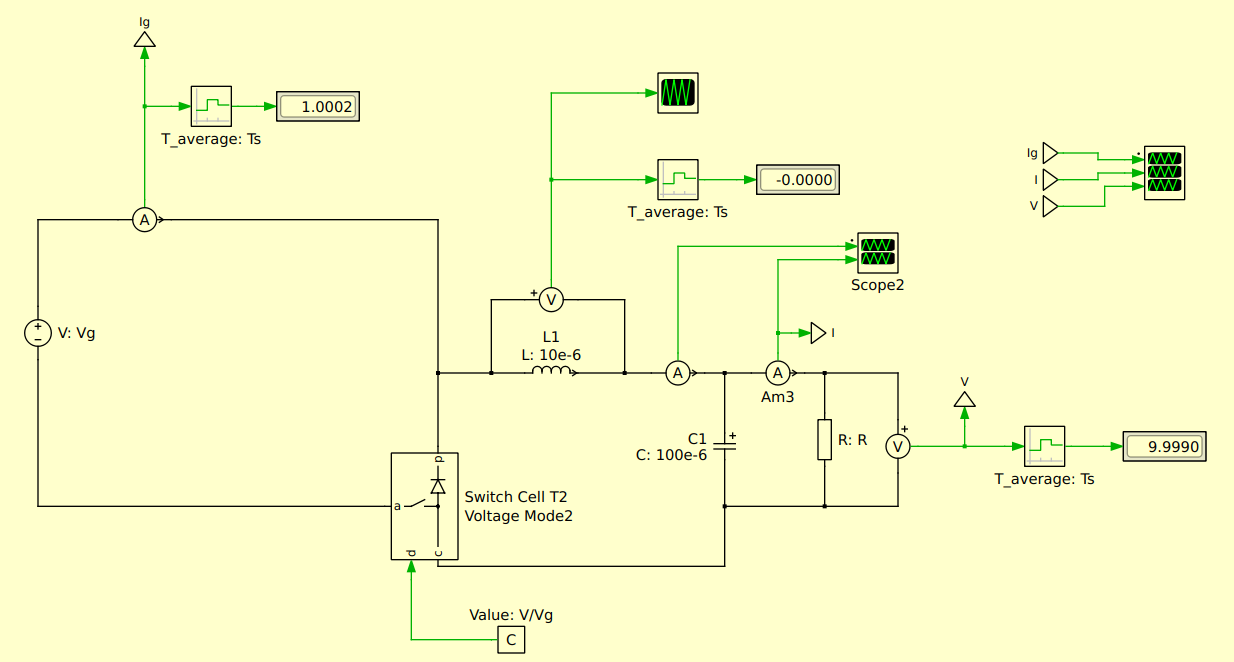 Ig
1.0002
T_average: Ts
A
V: Vg
-0.0000
T_average: Ts
Ig
I
V
Scope2
V
L1
L: 10e-6
I
A
A
Am3
V
C1
C: 100e-6
R: R
V
9.9990
T_average: Ts
p
a
d
c
Switch Cell T2
Voltage Mode2
Value: V/Vg
C